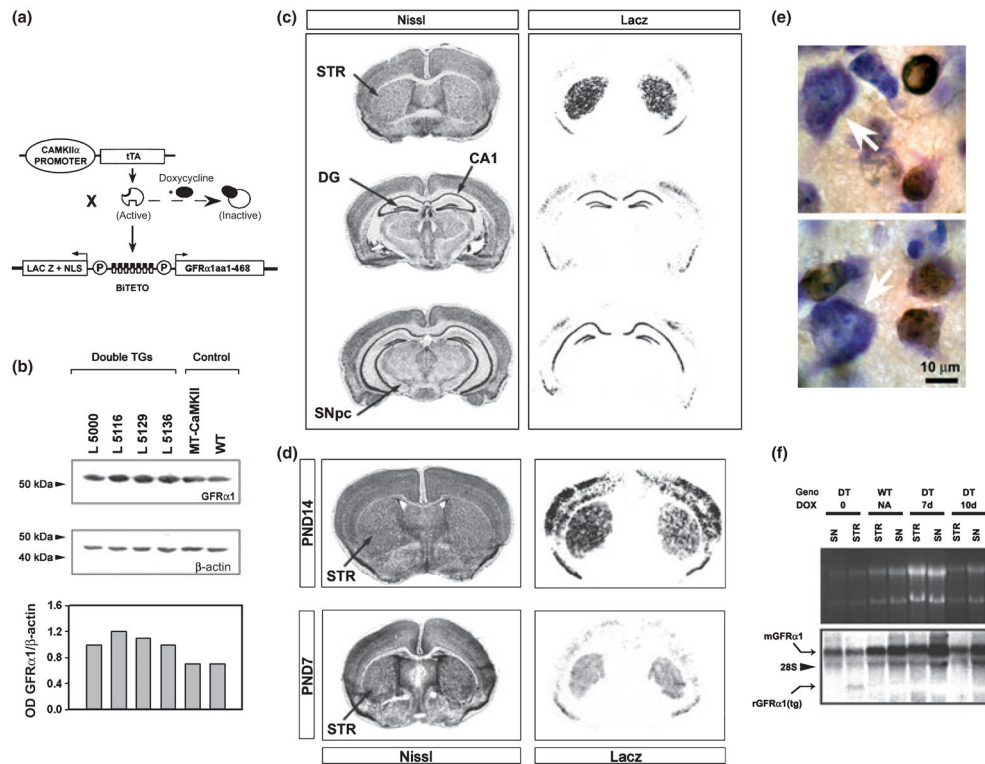 (a)
CAMKIIα
PROMOTER
tTA
Doxycycline
+
X
(Active)
(Inactive)
LAC Z + NLS
P
P
GFRα1aa1-468
BiTETO
(b)
Double TGs
Control
L 5000
L 5116
L 5129
L 5136
MT-CaMKII
WT
50 kDa
GFRα1
50 kDa
40 kDa
β-actin
OD GFRα1/β-actin
1.6
1.2
0.9
0.4
0.0
(c)
Nissl
Lacz
STR
DG
CA1
SNpc
(d)
PND14
STR
PND7
STR
Nissl
Lacz
(e)
10 µm
(f)
Geno DT WT DT DT
DOX 0 NA 7d 10d
SN STR STR SN STR SN STR SN
mGFRα1
28S
rGFRα1(tg)